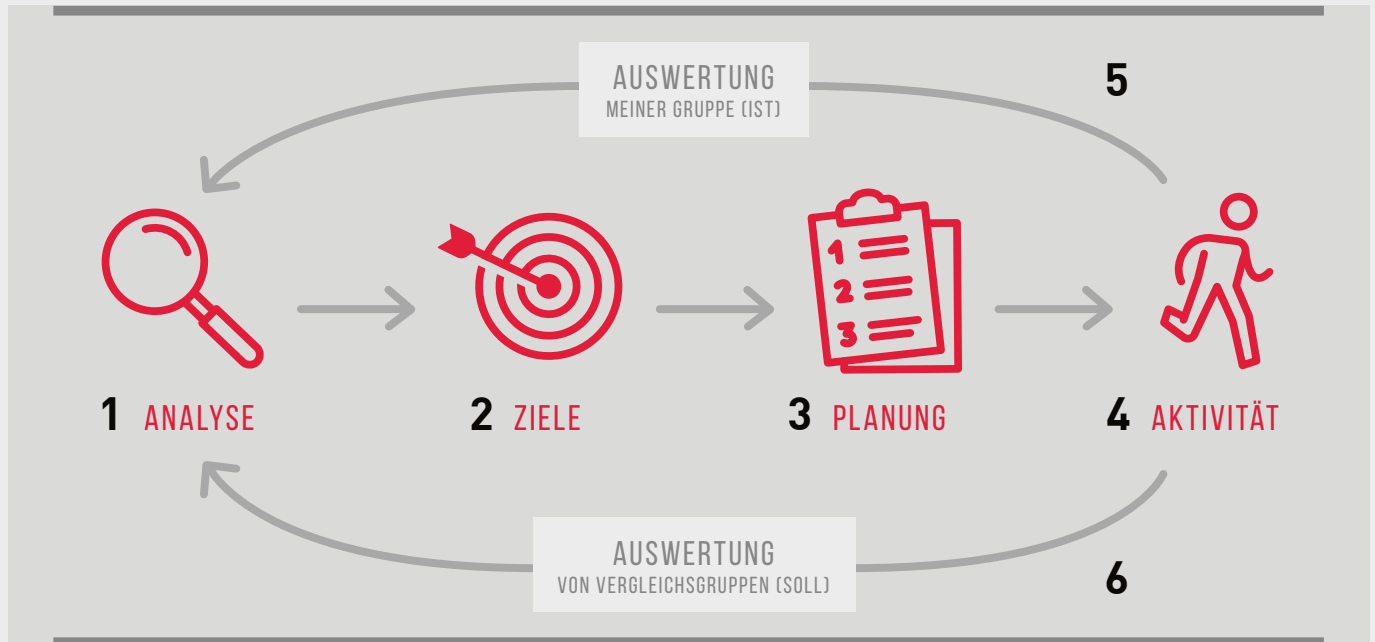 AUSWERTUNG
MEINER GRUPPE (IST)
5
1
2
3
1 ANALYSE
2 ZIELE
3 PLANUNG
4 AKTIVITÄT
AUSWERTUNG
VON VERGLEICHSGRUPPEN (SOLL)
6